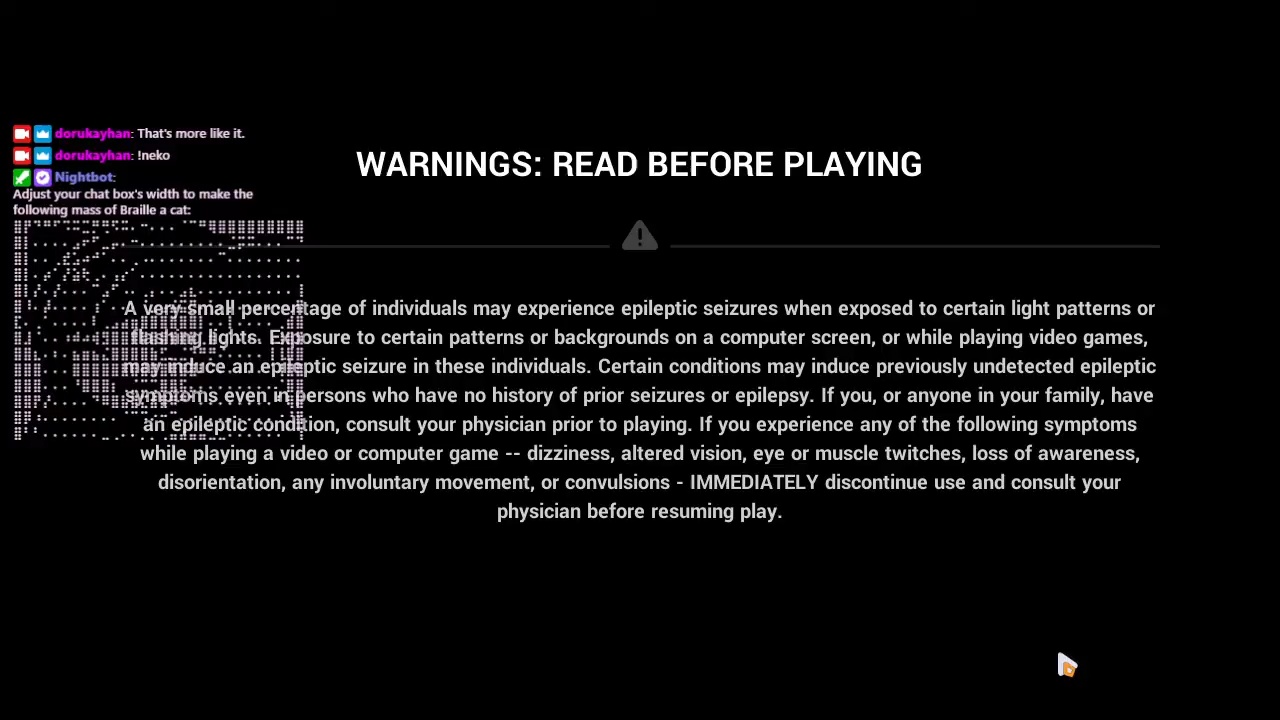 dorukayhan: That's more like it.
dorukayhan: !neko
Nightbot:
Adjust your chat box's width to make the
following mass of Braille a cat:
WARNINGS: READ BEFORE PLAYING
A very small percentage of individuals may experience epileptic seizures when exposed to certain light patterns or
flashing lights. Exposure to certain patterns or backgrounds on a computer screen, or while playing video games,
may induce an epileptic seizure in these individuals. Certain conditions may induce previously undetected epileptic
symptoms even in persons who have no history of prior seizures or epilepsy. If you, or anyone in your family, have
an epileptic condition, consult your physician prior to playing. If you experience any of the following symptoms
while playing a video or computer game -- dizziness, altered vision, eye or muscle twitches, loss of awareness,
disorientation, any involuntary movement, or convulsions - IMMEDIATELY discontinue use and consult your
physician before resuming play.